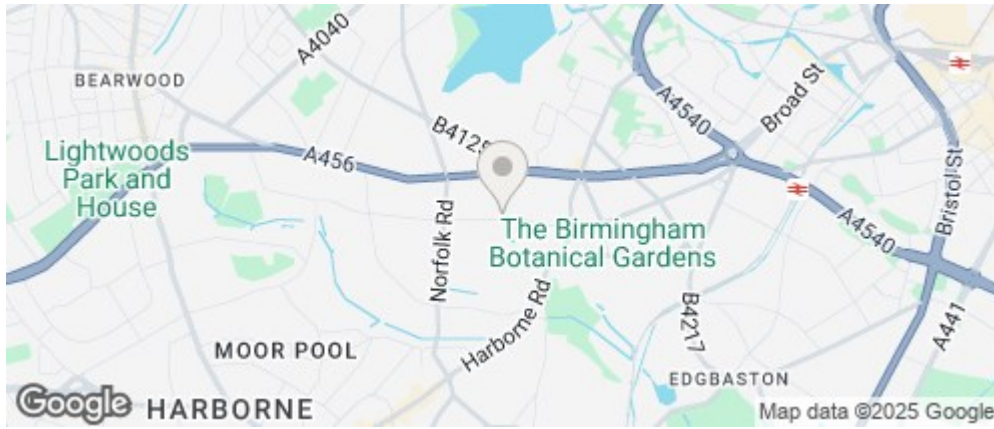 A4040
BEARWOOD
Broad St
A4540
B4125
Lightwoods
Park and
House
A456
Bristol St
Norfolk Rd
The Birmingham
Botanical Gardens
A4540
B4217
Harborne Rd
A441
MOOR POOL
EDGBASTON
Google
HARBORNE
Map data ©2025 Google